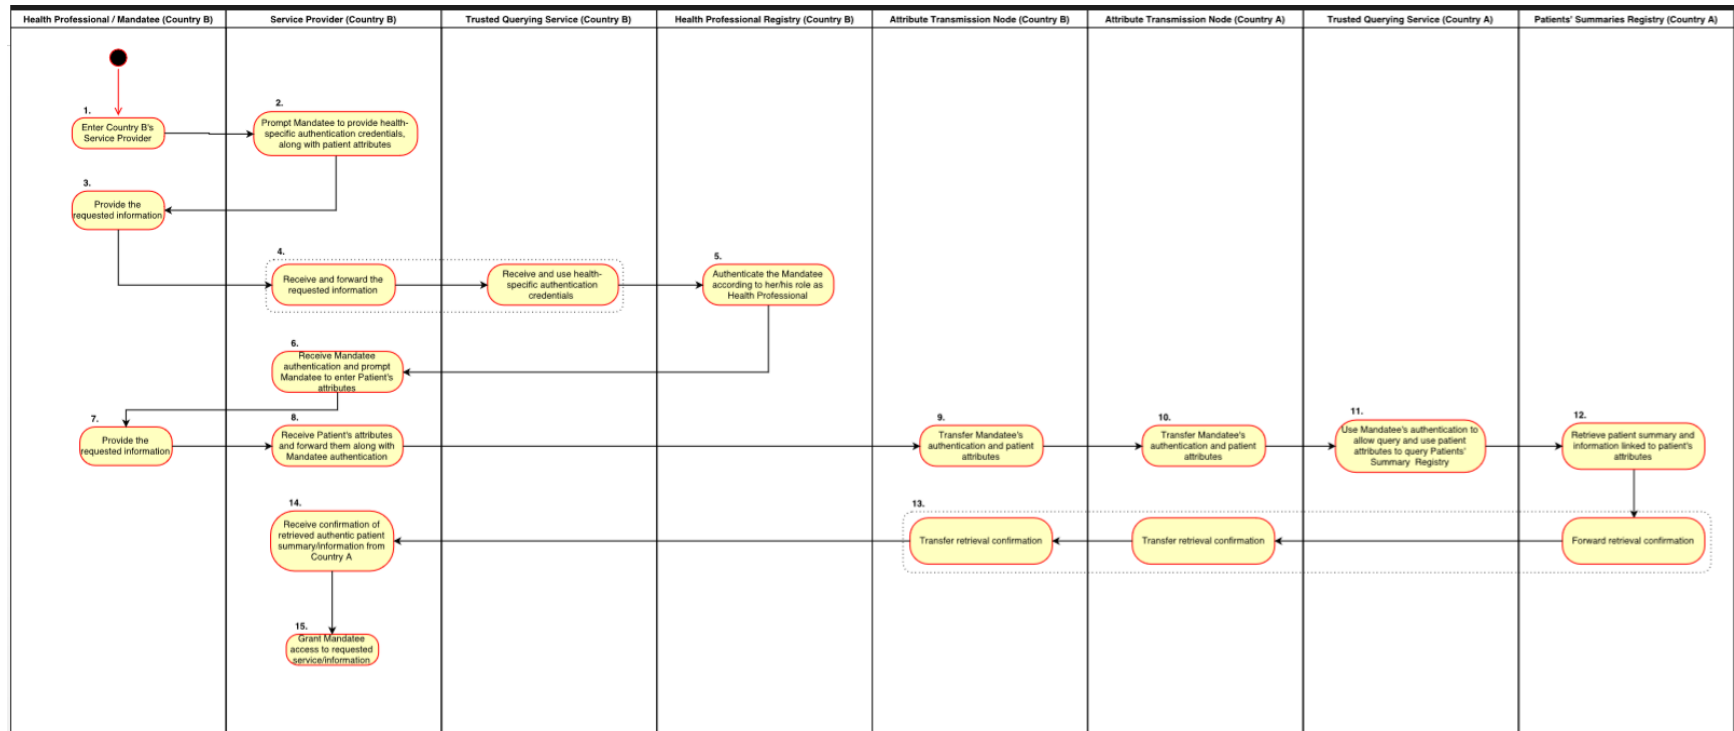 Health Professional / Mandatee (Country B)
Service Provider (Country B)
Trusted Querying Service (Country B)
Health Professional Registry (Country B)
Attribute Transmission Node (Country B)
Attribute Transmission Node (Country A)
Trusted Querying Service (Country A)
Patients' Summaries Registry (Country A)
1.
Enter Country B's
Service Provider
2.
Prompt Mandatee to provide health-
specific authentication credentials,
along with patient attributes
3.
Provide the
requested information
4.
Receive and forward the
requested information
Receive and use health-
specific authentication
credentials
5.
Authenticate the Mandatee
according to her/his role as
Health Professional
6.
Receive Mandatee
authentication and prompt
Mandatee to enter Patient's
attributes
7.
Provide the
requested information
8.
Receive Patient's attributes
and forward them along with
Mandatee authentication
9.
Transfer Mandatee's
authentication and patient
attributes
10.
Transfer Mandatee's
authentication and patient
attributes
11.
Use Mandatee's authentication to
allow query and use patient
attributes to query Patients'
Summary Registry
12.
Retrieve patient summary and
information linked to patient's
attributes
13.
Transfer retrieval confirmation
Transfer retrieval confirmation
Forward retrieval confirmation
14.
Receive confirmation of
retrieved authentic patient
summary/information from
Country A
15.
Grant Mandatee
access to requested
service/information